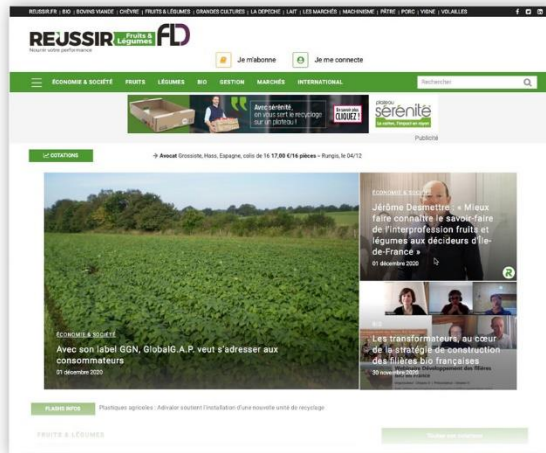 REUSSIR.FR | BIO | BOVINS VIANDE | CHÈVRE | FRUITS & LÉGUMES | GRANDES CULTURES | LA DEPECHE | LAIT | LES MARCHÉS | MACHINISME | PÂTRE | PORC | VIGNE | VOLAILLES
REUSSIR Fruits & Légumes FLD
Nourrir votre performance
Je m'abonne
Je me connecte
ÉCONOMIE & SOCIÉTÉ FRUITS LÉGUMES BIO GESTION MARCHÉS INTERNATIONAL
Rechercher
Avec sérénité,
on vous sert le recyclage
sur un plateau !
En savoir plus
CLIQUEZ !
plateau
sérénité
Publicité
COTATIONS
→ Avocat Grossiste, Hass, Espagne, colis de 16 17,00 €/16 pièces – Rungis, le 04/12
ÉCONOMIE & SOCIÉTÉ
Avec son label GGN, GlobalG.A.P. veut s'adresser aux
consommateurs
01 décembre 2020
ÉCONOMIE & SOCIÉTÉ
Jérôme Desmettre : « Mieux
faire connaître le savoir-faire
de l'interprofession fruits et
légumes aux décideurs d'Île-
de-France »
01 décembre 2020
BIO
Les transformateurs, au cœur
de la stratégie de construction
des filières bio françaises
30 novembre 2020
FLASHS INFOS
Plastiques agricoles : Adivalor soutient l'installation d'une nouvelle unité de recyclage
FRUITS & LÉGUMES